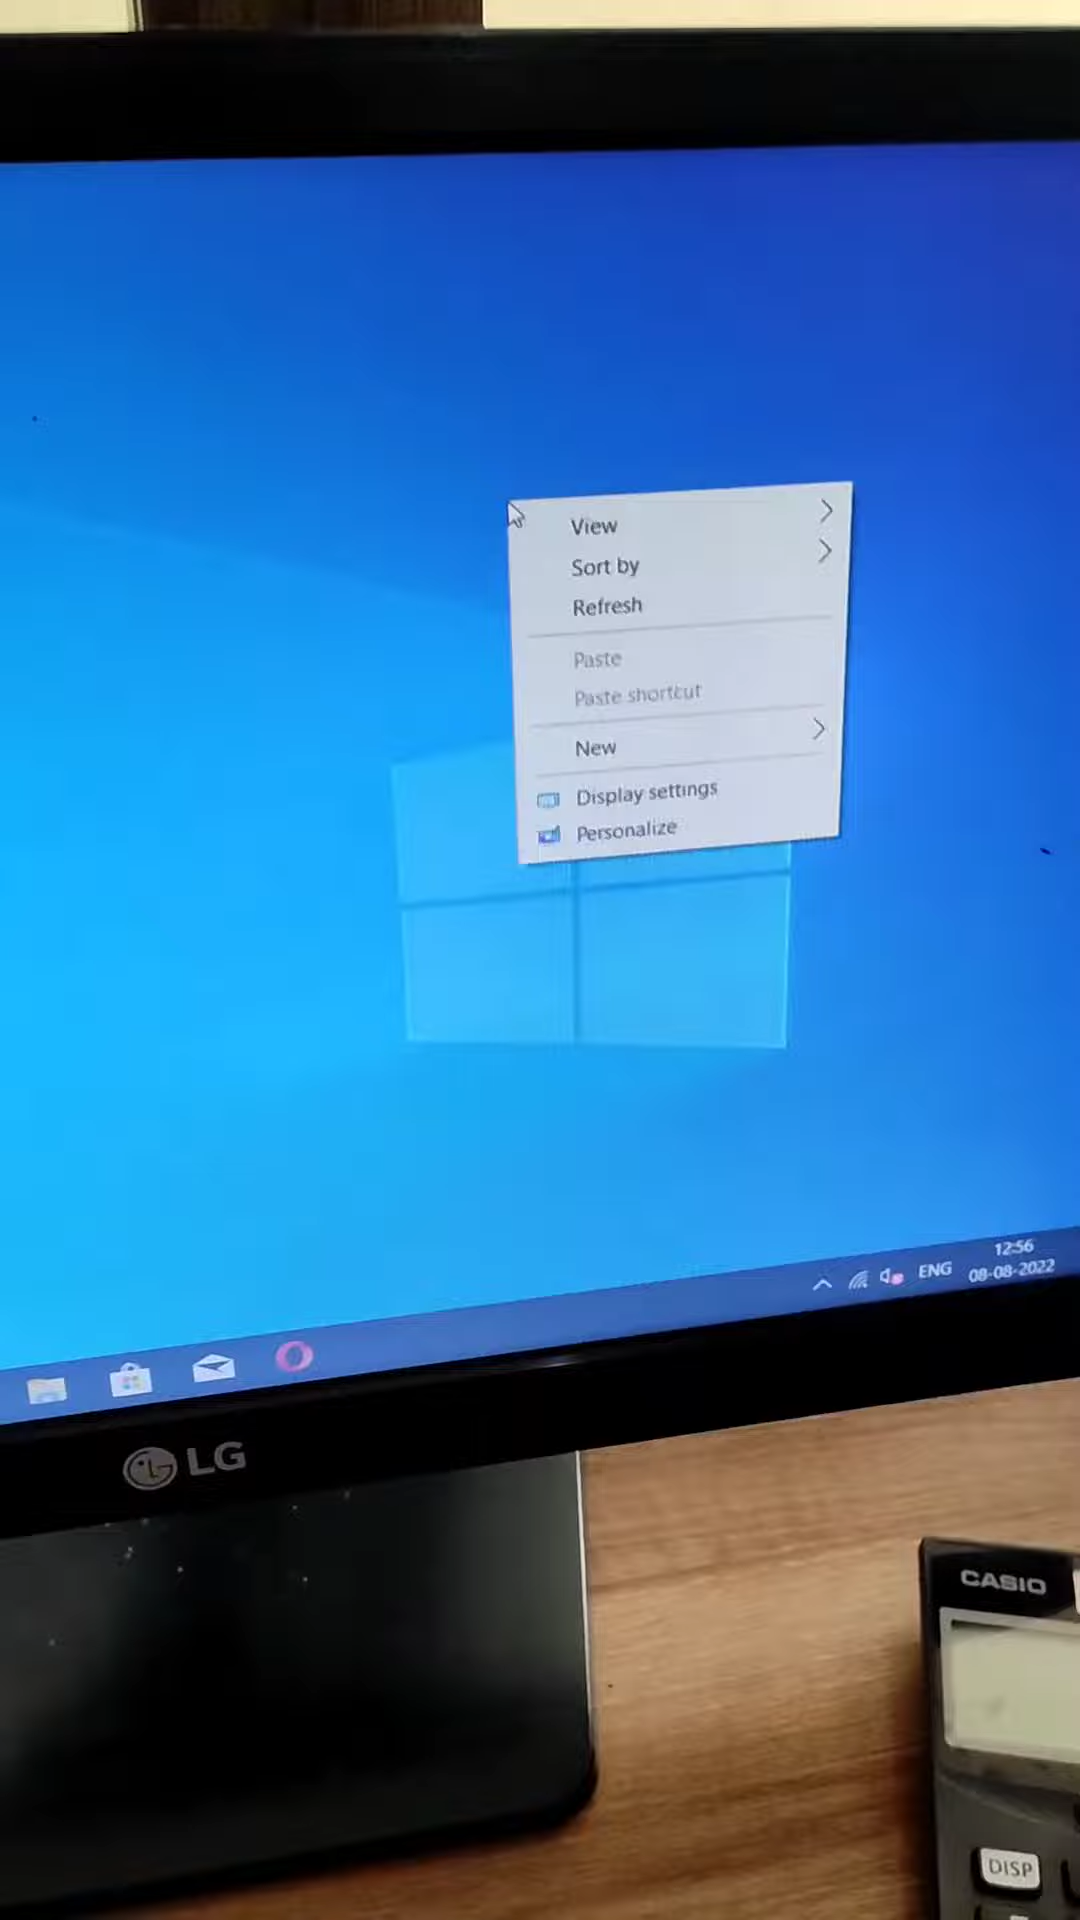 View
Sort by
Refresh
Paste
Paste shortcut
New
Display settings
Personalize
12:56
ENG
08-08-2022
LG
CASIO
DISP